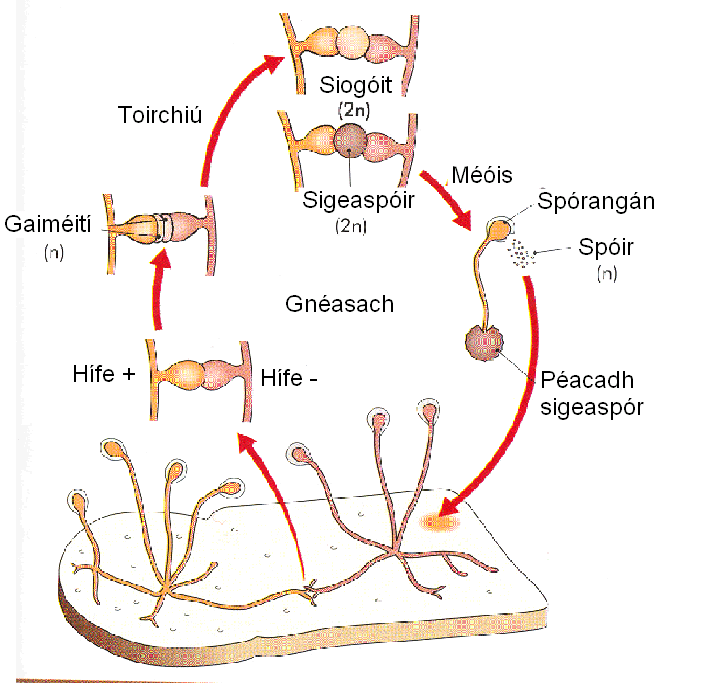 Siogóit
(2n)
Toirchiú
Sigeaspóir
(2n)
Méóis
Spórangán
Gaiméití
(n)
Spóir
(n)
Gnéasach
Hífe +
Hífe -
Péacadh
sigeaspór